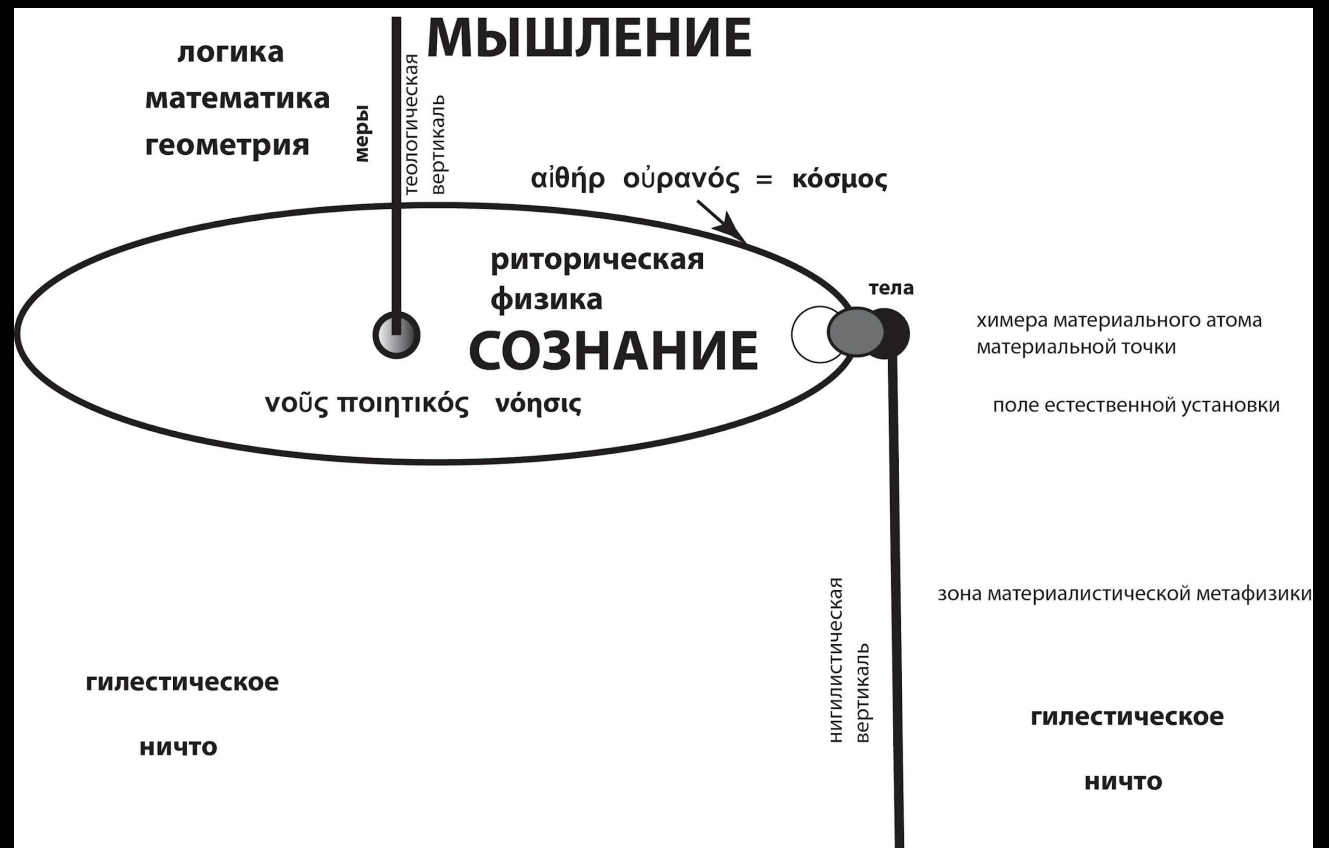 МЫШЛЕНИЕ
логика
математика
геометрия
меры
теологическая
вертикаль
αἰθήρ οὐρανός = κόσμος
риторическая
физика
СОЗНАНИЕ
νοῦς ποιητικός νόησις
тела
химера материального атома
материальной точки
поле естественной установки
зона материалистической метафизики
нигилистическая
вертикаль
гилестическое
ничто
гилестическое
ничто